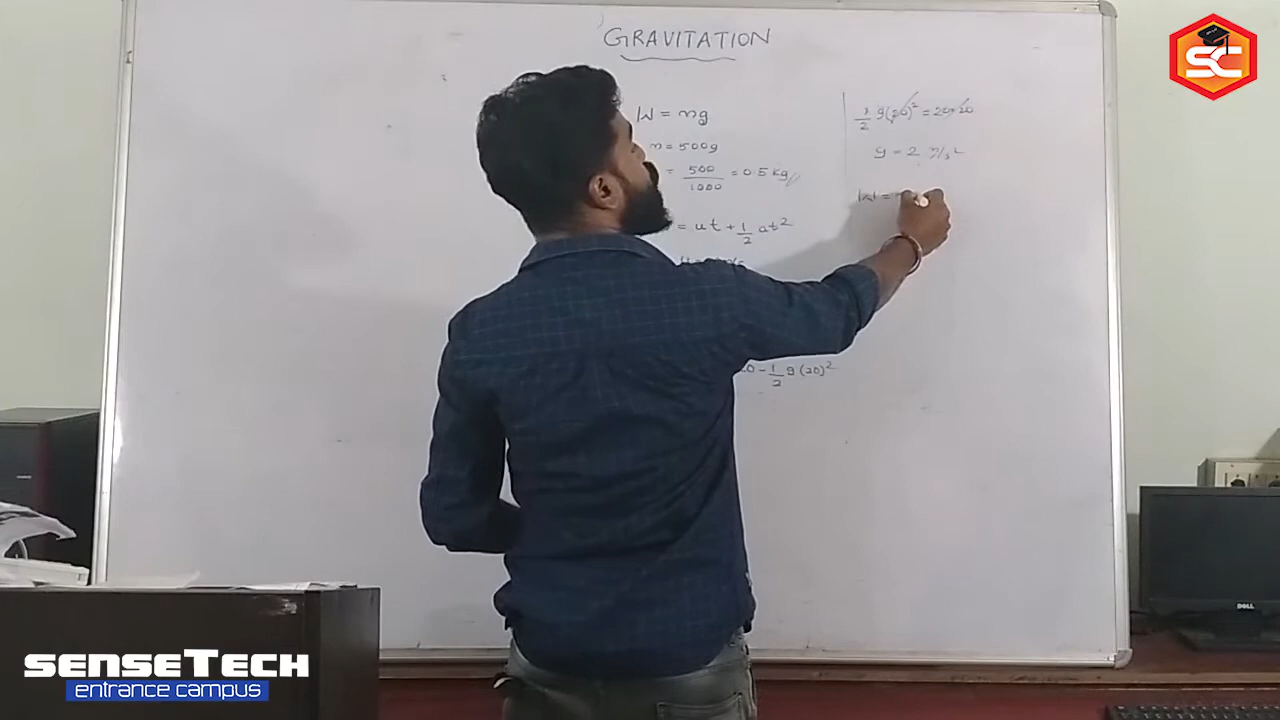 GRAVITATION
W = mg
m = 500g
= 500/1000 = 0.5 kg
= ut + 1/2 at²
- 1/2 g (20)²
1/2 g(20)² = 20×20
g = 2 m/s²
W =
SC
SENSETECH
entrance campus
DELL